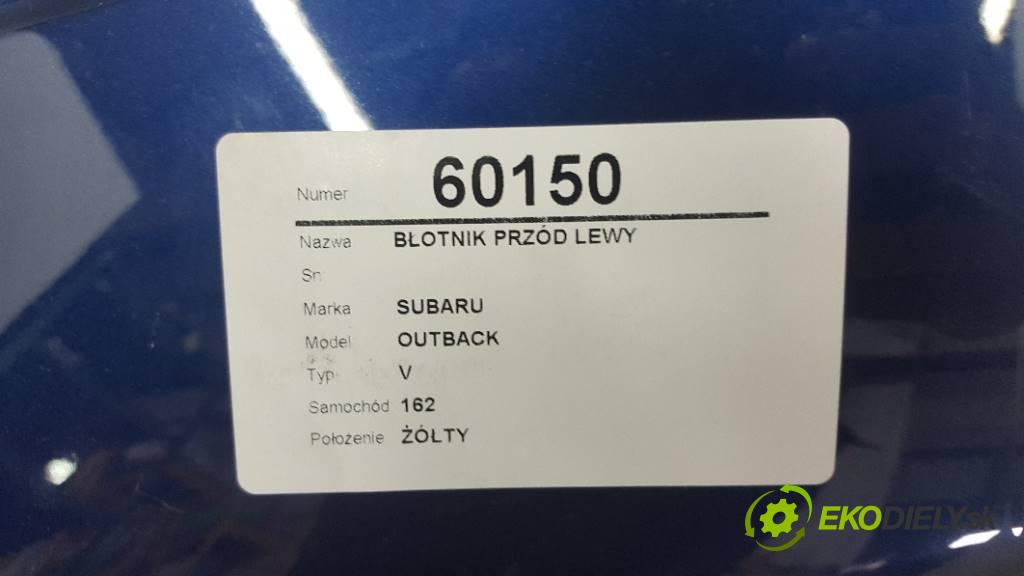 Numer 60150
Nazwa BŁOTNIK PRZÓD LEWY
Sn
Marka SUBARU
Model OUTBACK
Typ V
Samochód 162
Położenie ŻÓŁTY
EKODIELY.sk